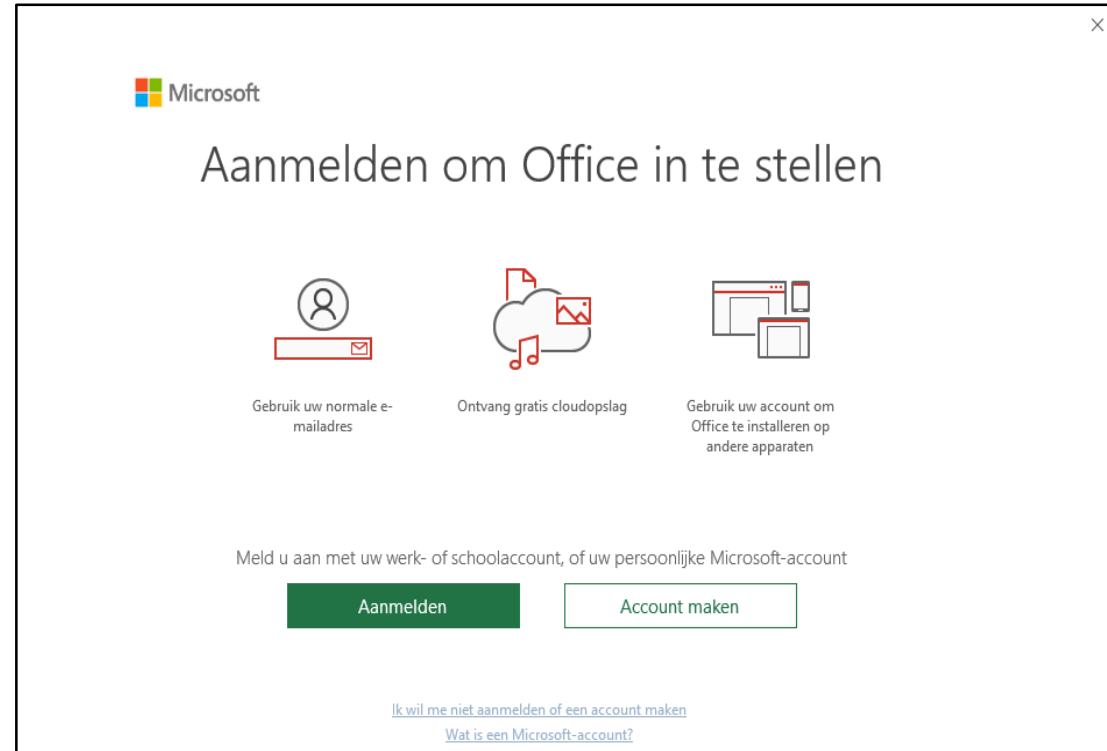 Microsoft
Aanmelden om Office in te stellen
Gebruik uw normale e-
mailadres
Ontvang gratis cloudopslag
Gebruik uw account om
Office te installeren op
andere apparaten
Meld u aan met uw werk- of schoolaccount, of uw persoonlijke Microsoft-account
Aanmelden
Account maken
Ik wil me niet aanmelden of een account maken
Wat is een Microsoft-account?